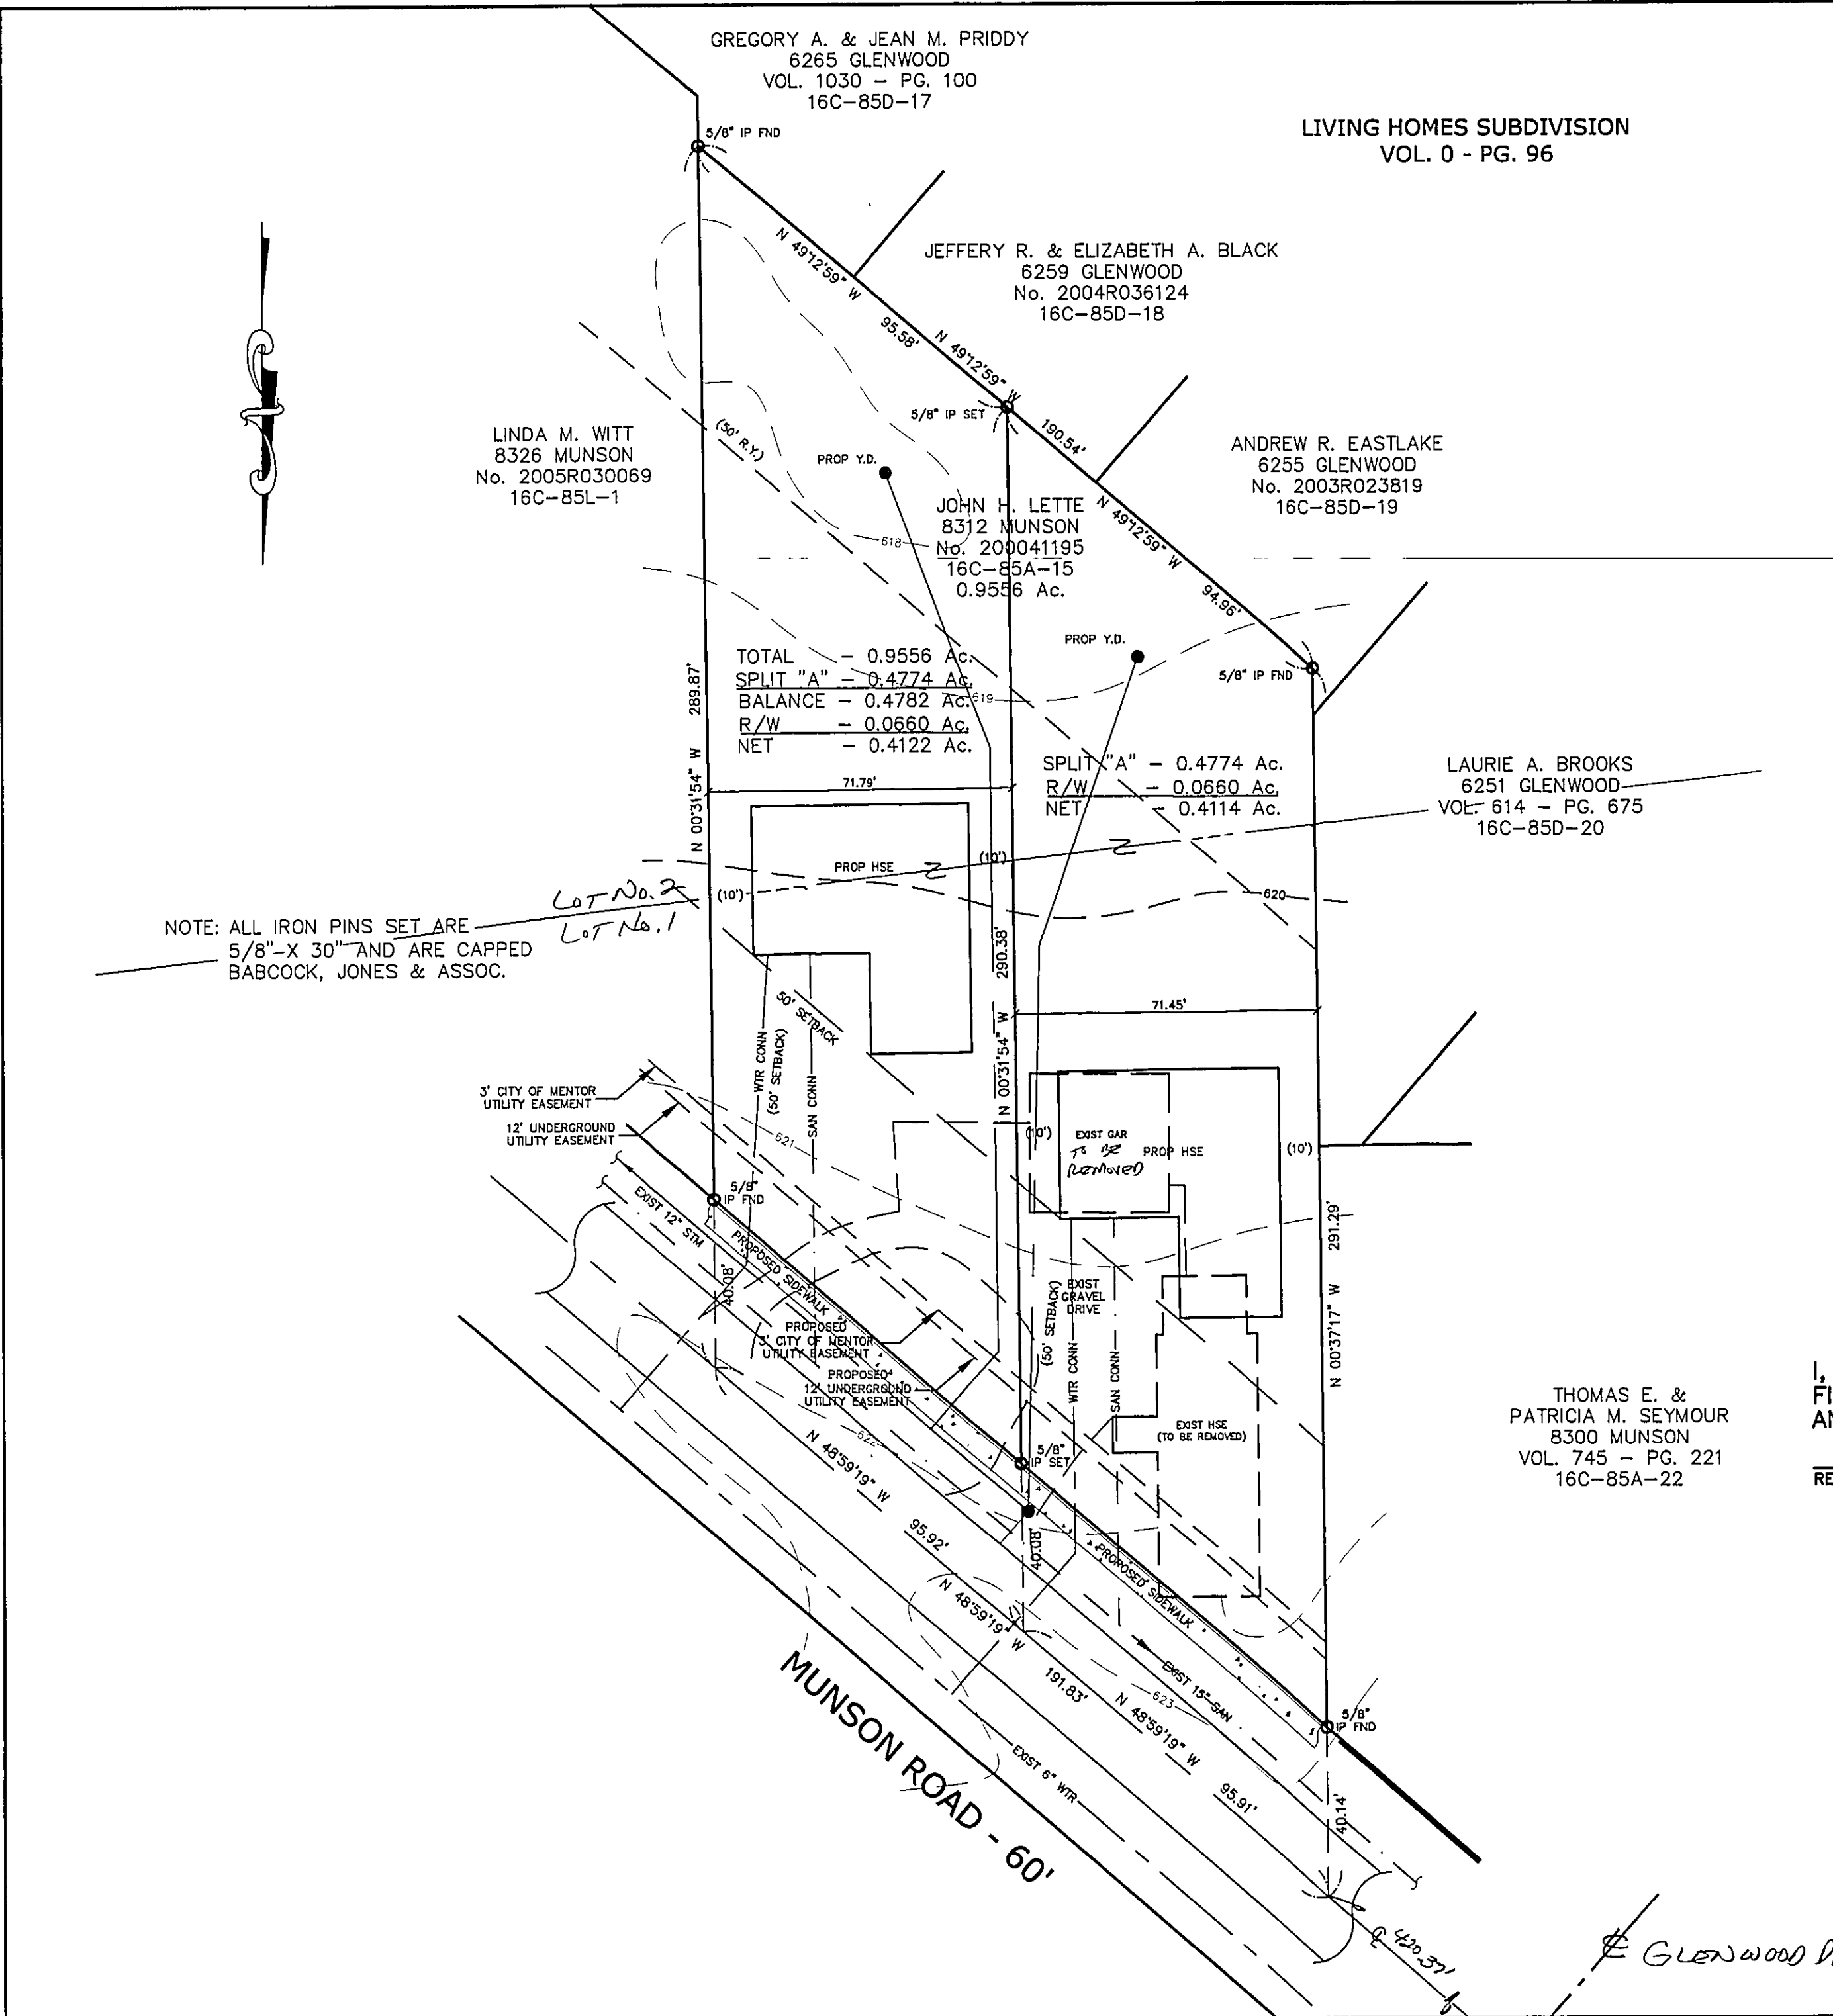 GREGORY A. & JEAN M. PRIDDY
6265 GLENWOOD
VOL. 1030 – PG. 100
16C–85D–17
LIVING HOMES SUBDIVISION
VOL. 0 - PG. 96
5/8" IP FND
N 49°12'59" W
95.58'
JEFFERY R. & ELIZABETH A. BLACK
6259 GLENWOOD
No. 2004R036124
16C–85D–18
N 49°12'59" W
190.54'
5/8" IP SET
LINDA M. WITT
8326 MUNSON
No. 2005R030069
16C–85L–1
(50' R.Y.)
PROP Y.D.
ANDREW R. EASTLAKE
6255 GLENWOOD
No. 2003R023819
16C–85D–19
JOHN H. LETTE
8312 MUNSON
No. 200041195
16C–85A–15
0.9556 Ac.
618
N 49°12'59" W
94.96'
PROP Y.D.
5/8" IP FND
TOTAL – 0.9556 Ac.
SPLIT "A" – 0.4774 Ac.
BALANCE – 0.4782 Ac.
R/W – 0.0660 Ac.
NET – 0.4122 Ac.
619
289.87'
N 00°31'54" W
71.79'
SPLIT "A" – 0.4774 Ac.
R/W – 0.0660 Ac.
NET – 0.4114 Ac.
LAURIE A. BROOKS
6251 GLENWOOD
VOL. 614 – PG. 675
16C–85D–20
PROP HSE
(10')
(10')
Z
Z
620
LOT No. 2
LOT No. 1
NOTE: ALL IRON PINS SET ARE
5/8"–X 30" AND ARE CAPPED
BABCOCK, JONES & ASSOC.
290.38'
N 00°31'54" W
71.45'
50' SETBACK
WTR CONN
(50' SETBACK)
SAN CONN
3' CITY OF MENTOR
UTILITY EASEMENT
12' UNDERGROUND
UTILITY EASEMENT
621
(10')
EXIST GAR
TO BE
REMOVED
PROP HSE
(10')
5/8"
IP FND
EXIST 12" STM
PROPOSED SIDEWALK
40.08'
291.29'
N 00°37'17" W
EXIST
GRAVEL
DRIVE
(50' SETBACK)
WTR CONN
SAN CONN
PROPOSED
3' CITY OF MENTOR
UTILITY EASEMENT
PROPOSED
12' UNDERGROUND
UTILITY EASEMENT
EXIST HSE
(TO BE REMOVED)
THOMAS E. &
PATRICIA M. SEYMOUR
8300 MUNSON
VOL. 745 – PG. 221
16C–85A–22
I,
FI
AN
RE
622
N 48°59'19" W
95.92'
5/8"
IP SET
40.08'
PROPOSED SIDEWALK
N 48°59'19" W
191.83'
N 48°59'19" W
95.91'
623
EXIST 15" SAN
EXIST 6" WTR
5/8"
IP FND
40.14'
MUNSON ROAD - 60'
420.37'
GLENWOOD